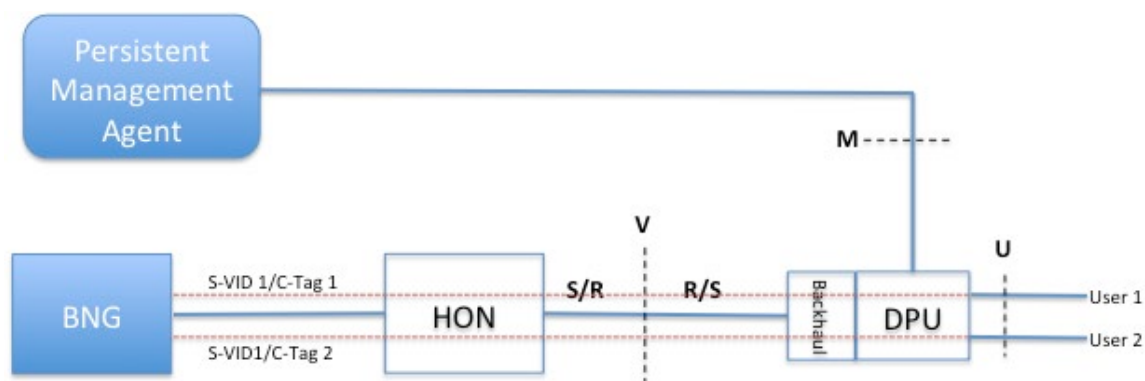 Persistent
Management
Agent
M
V
U
S-VID 1/C-Tag 1
S/R
R/S
Backhaul
User 1
BNG
HON
DPU
User 2
S-VID1/C-Tag 2